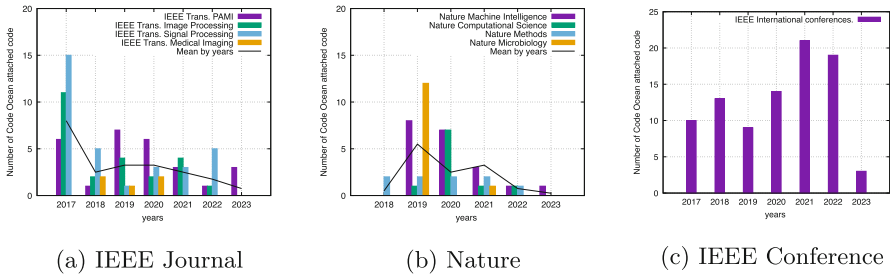 20
15
10
5
0
Number of Code Ocean attached code
IEEE Trans. PAMI
IEEE Trans. Image Processing
IEEE Trans. Signal Processing
IEEE Trans. Medical Imaging
Mean by years
2017 2018 2019 2020 2021 2022 2023
years
(a) IEEE Journal
20
15
10
5
0
Number of Code Ocean attached code
Nature Machine Intelligence
Nature Computational Science
Nature Methods
Nature Microbiology
Mean by years
2018 2019 2020 2021 2022 2023
years
(b) Nature
25
20
15
10
5
0
Number of Code Ocean attached code
IEEE International conferences.
2017 2018 2019 2020 2021 2022 2023
years
(c) IEEE Conference